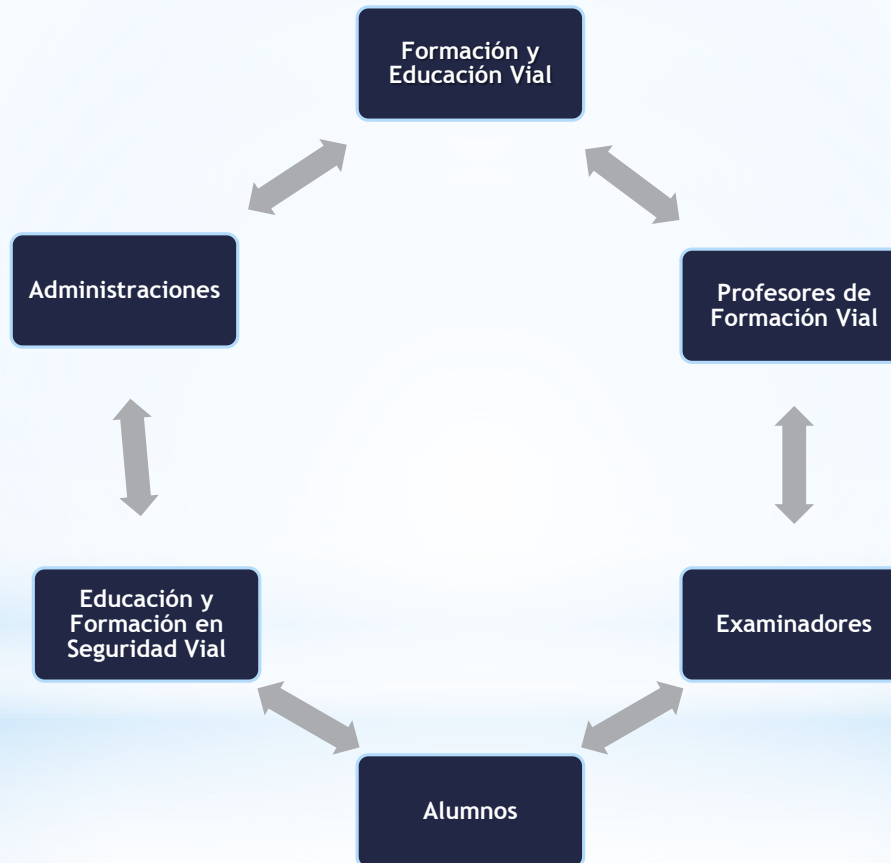 Formación y
Educación Vial
Administraciones
Profesores de
Formación Vial
Educación y
Formación en
Seguridad Vial
Examinadores
Alumnos